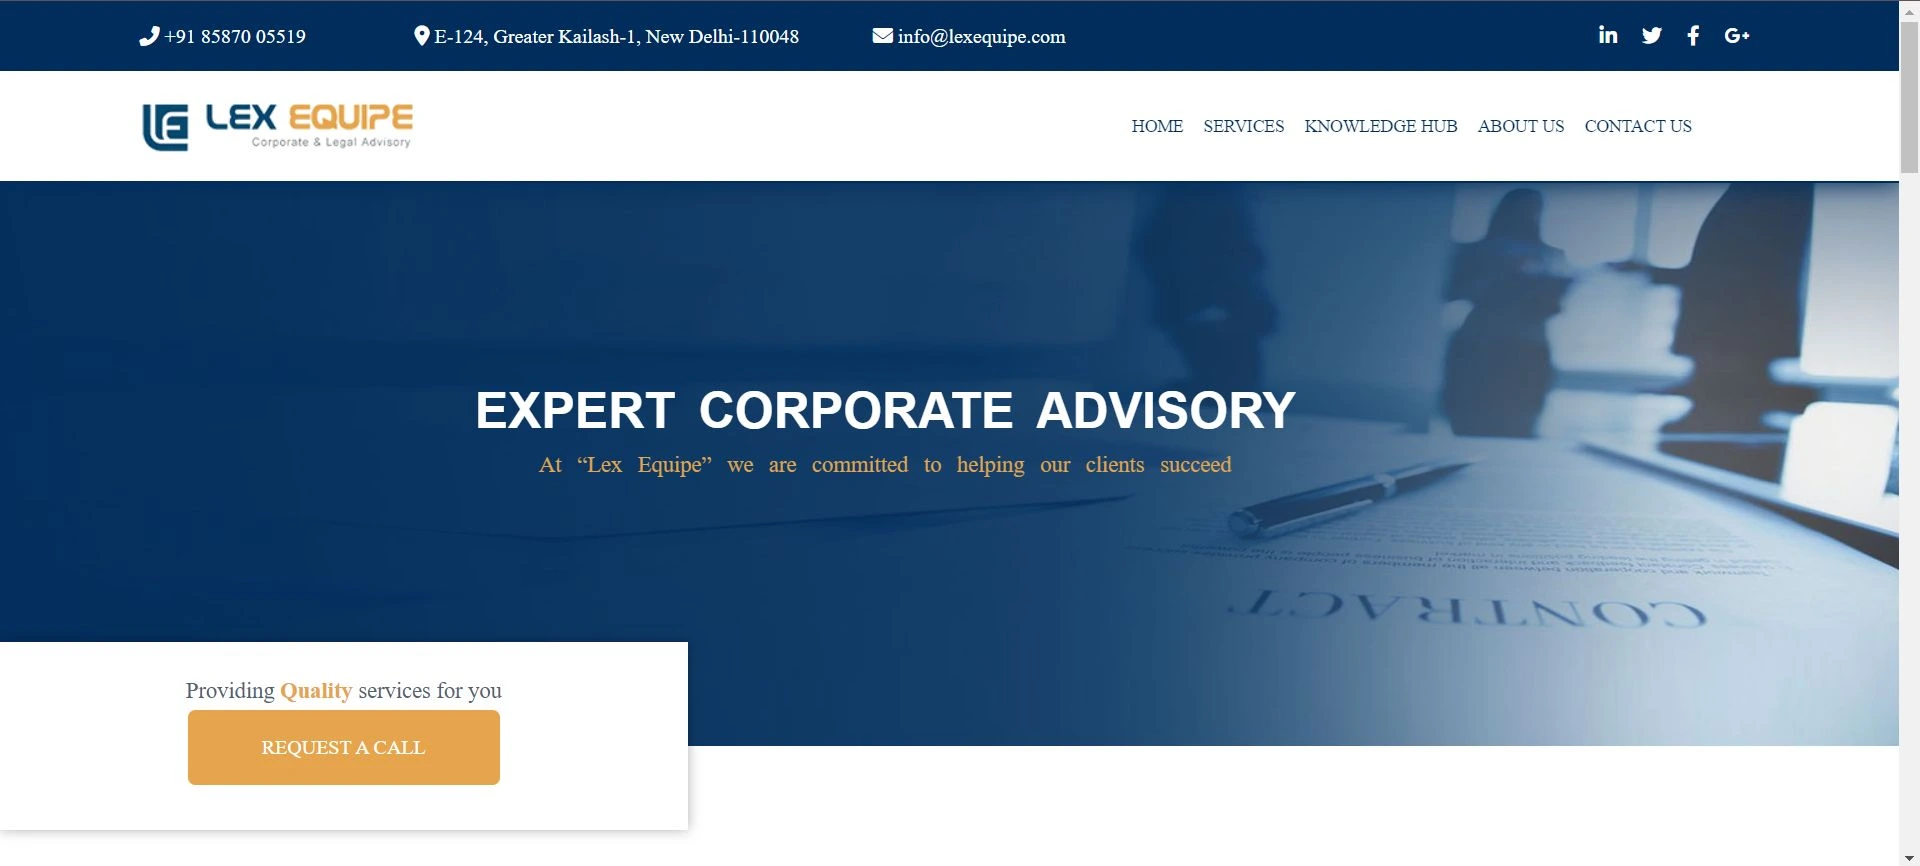 +91 85870 05519
E-124, Greater Kailash-1, New Delhi-110048
info@lexequipe.com
LEX EQUIPE
Corporate & Legal Advisory
HOME SERVICES KNOWLEDGE HUB ABOUT US CONTACT US
EXPERT CORPORATE ADVISORY
At “Lex Equipe” we are committed to helping our clients succeed
CONTRACT
Providing Quality services for you
REQUEST A CALL